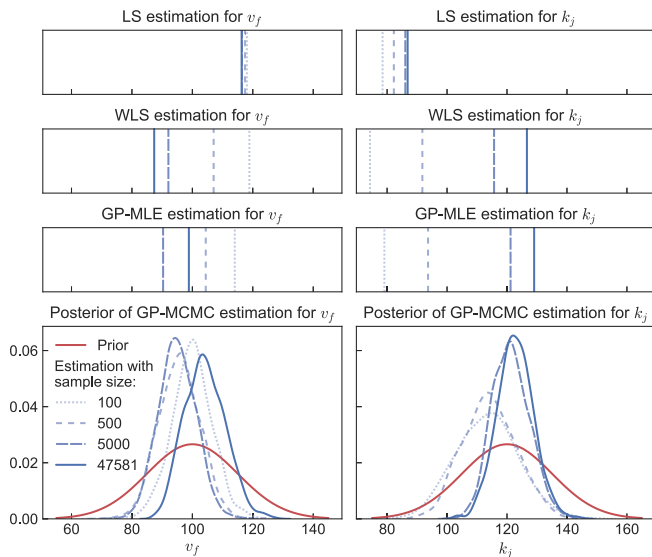 LS estimation for v_f
LS estimation for k_j
WLS estimation for v_f
WLS estimation for k_j
GP-MLE estimation for v_f
GP-MLE estimation for k_j
Posterior of GP-MCMC estimation for v_f
Posterior of GP-MCMC estimation for k_j
0.06
0.04
0.02
0.00
Prior
Estimation with
sample size:
100
500
5000
47581
60 80 100 120 140
80 100 120 140 160
v_f
k_j